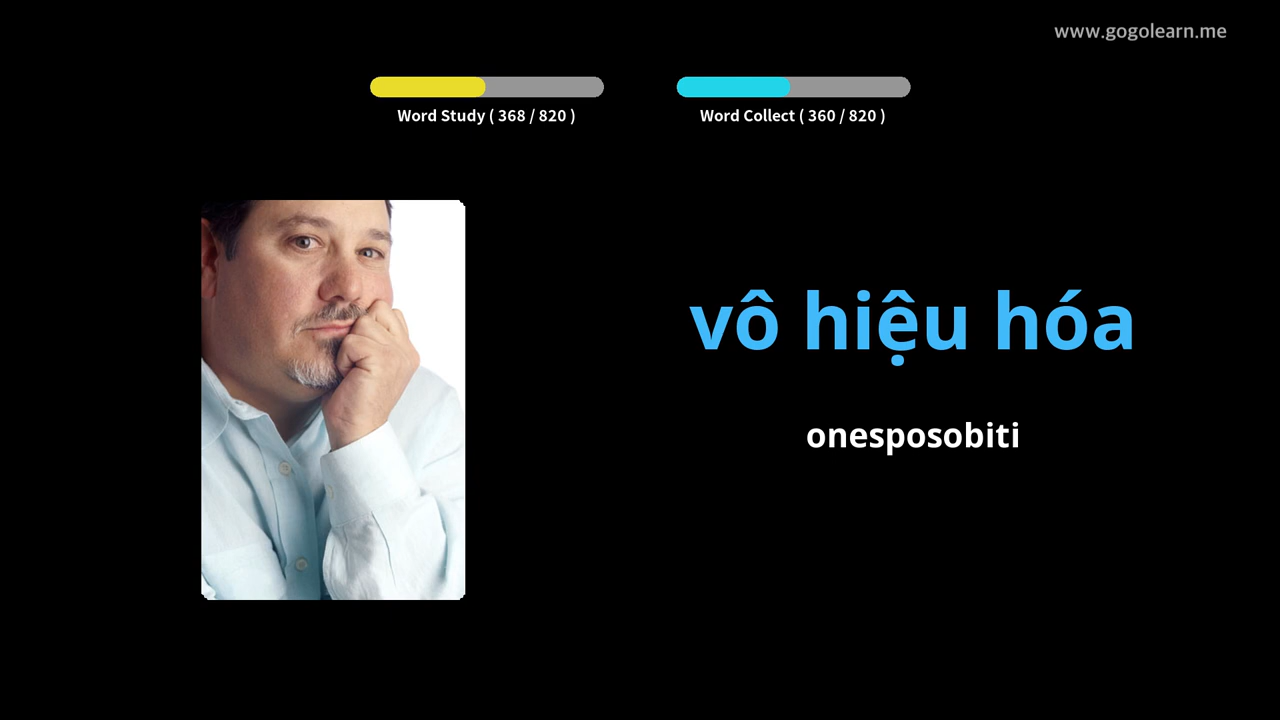 www.gogolearn.me
Word Study ( 368 / 820 )
Word Collect ( 360 / 820 )
vô hiệu hóa
onesposobiti